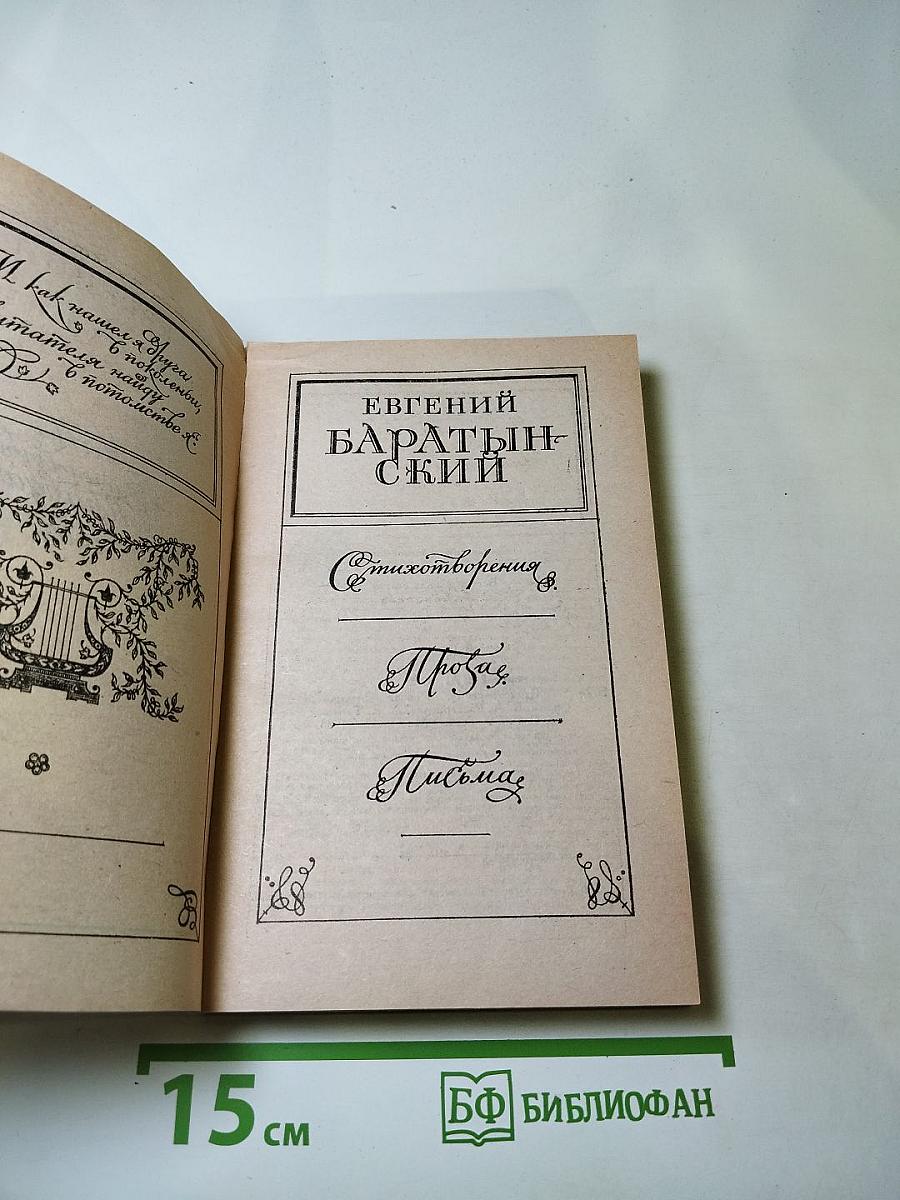 И как нашел я друга
в поколеньи,
читателя найду
в потомстве я.
ЕВГЕНИЙ
БАРАТЫН-
СКИЙ
Стихотворения.
Проза.
Письма
15 см
БФ БИБЛИОФАН